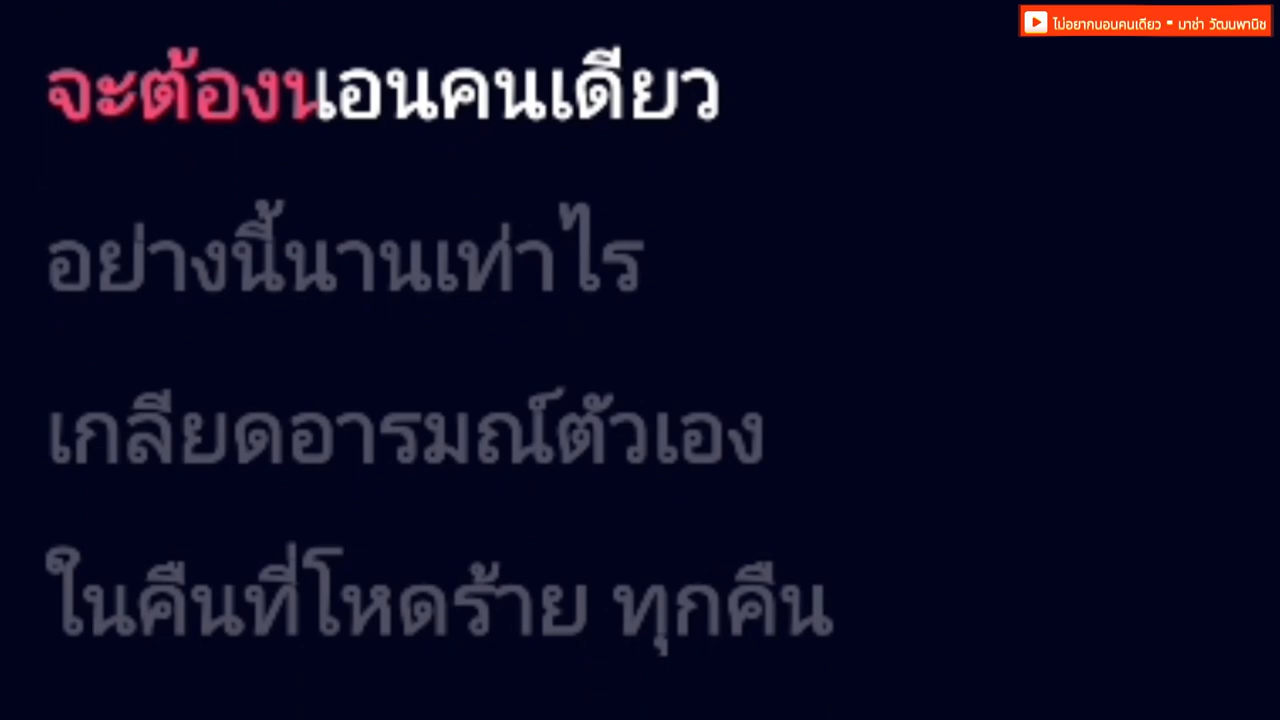 ไม่อยากนอนคนเดียว * มาช่า วัฒนพานิช
จะต้องนอนคนเดียว
อย่างนี้นานเท่าไร
เกลียดอารมณ์ตัวเอง
ในคืนที่โหดร้าย ทุกคืน